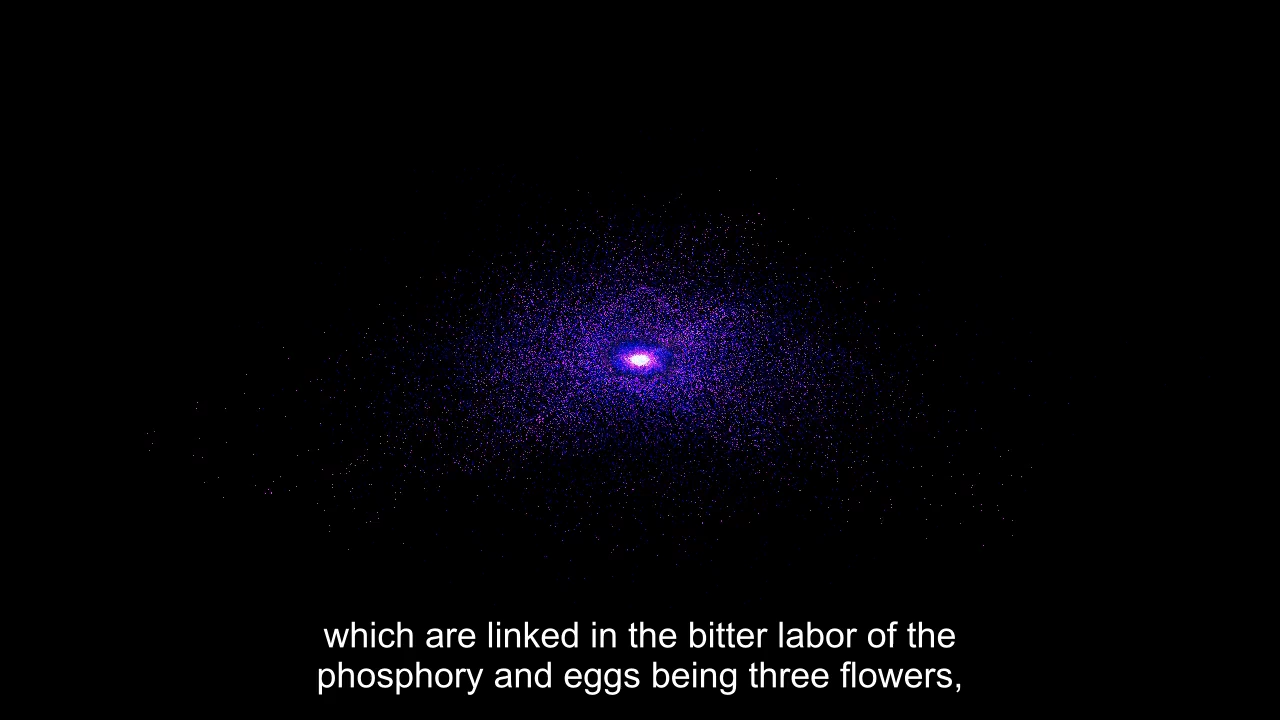 which are linked in the bitter labor of the
phosphory and eggs being three flowers,